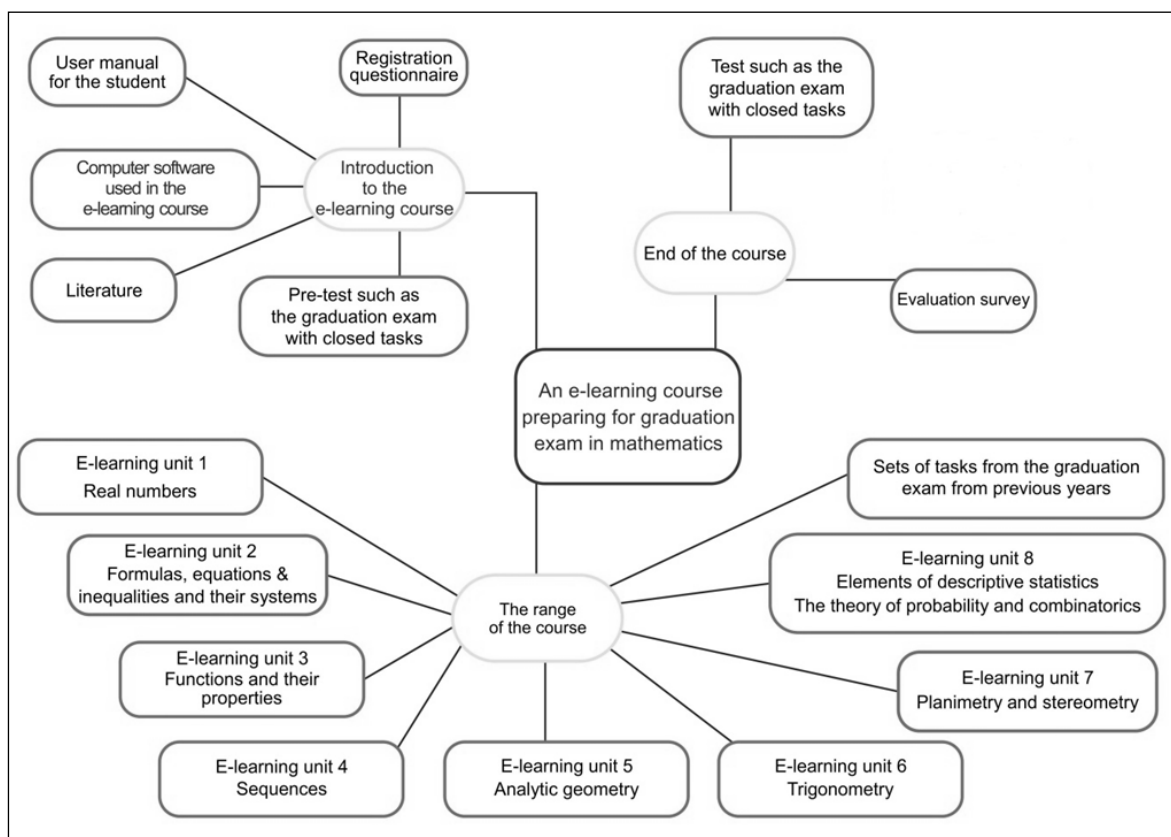 User manual
for the student
Registration
questionnaire
Computer software
used in the
e-learning course
Introduction
to the
e-learning course
Literature
Pre-test such as
the graduation exam
with closed tasks
Test such as the
graduation exam
with closed tasks
End of the course
Evaluation survey
An e-learning course
preparing for graduation
exam in mathematics
E-learning unit 1
Real numbers
E-learning unit 2
Formulas, equations &
inequalities and their systems
E-learning unit 3
Functions and their
properties
E-learning unit 4
Sequences
The range
of the course
E-learning unit 5
Analytic geometry
E-learning unit 6
Trigonometry
E-learning unit 7
Planimetry and stereometry
E-learning unit 8
Elements of descriptive statistics
The theory of probability and combinatorics
Sets of tasks from the graduation
exam from previous years